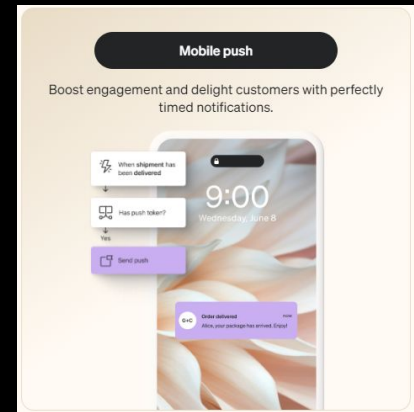 Mobile push
Boost engagement and delight customers with perfectly
timed notifications.
When shipment has
been delivered
Has push token?
Yes
Send push
9:00
Wednesday, June 8
Order delivered
now
Alice, your package has arrived. Enjoy!